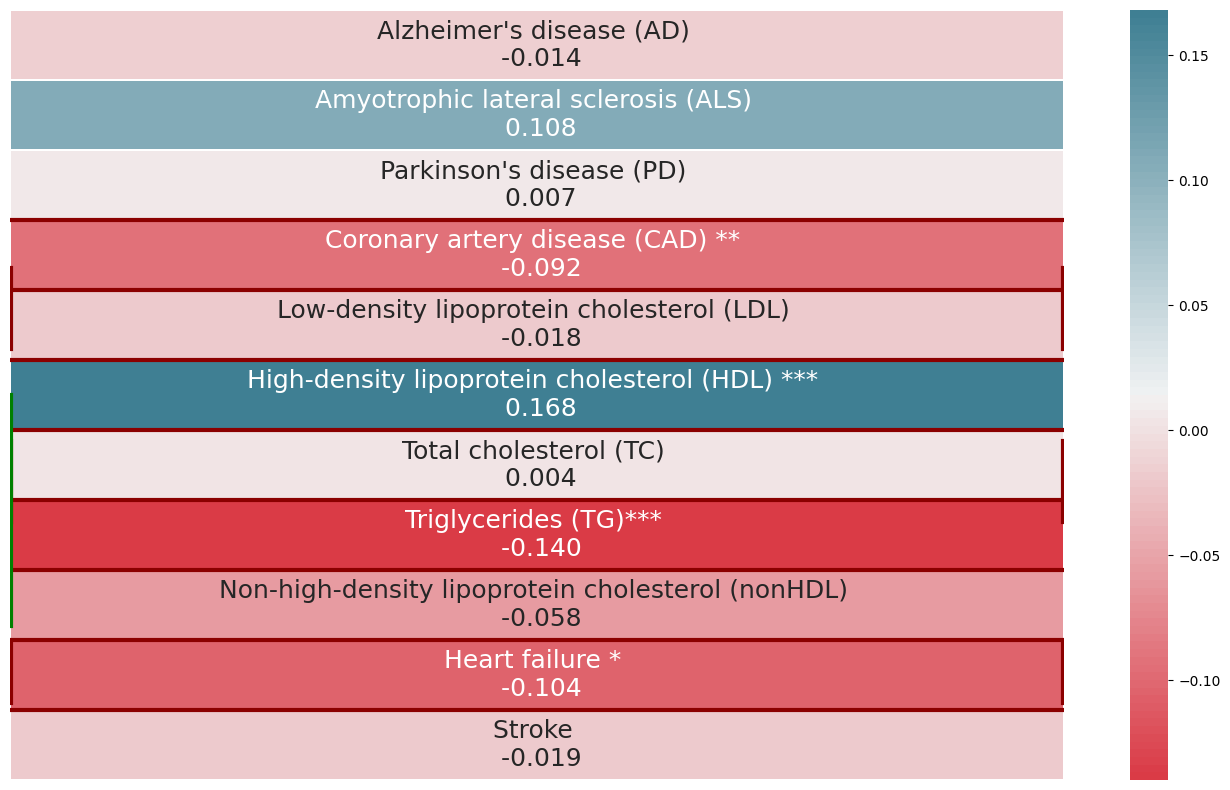 Alzheimer's disease (AD)
-0.014
Amyotrophic lateral sclerosis (ALS)
0.108
Parkinson's disease (PD)
0.007
Coronary artery disease (CAD) **
-0.092
Low-density lipoprotein cholesterol (LDL)
-0.018
High-density lipoprotein cholesterol (HDL) ***
0.168
Total cholesterol (TC)
0.004
Triglycerides (TG)***
-0.140
Non-high-density lipoprotein cholesterol (nonHDL)
-0.058
Heart failure *
-0.104
Stroke
-0.019
0.15
0.10
0.05
0.00
−0.05
−0.10